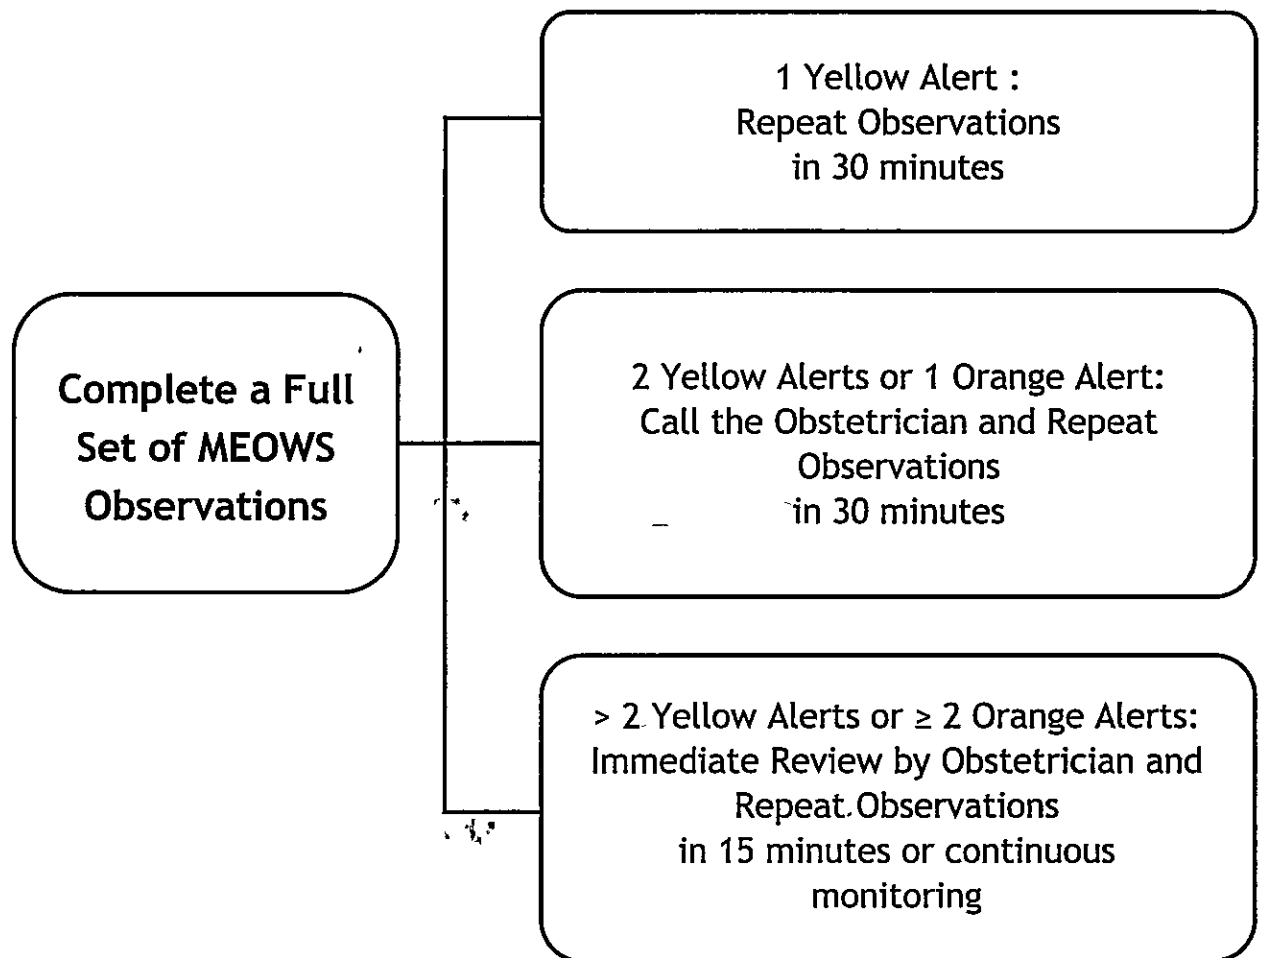 Complete a Full
Set of MEOWS
Observations
1 Yellow Alert :
Repeat Observations
in 30 minutes
2 Yellow Alerts or 1 Orange Alert:
Call the Obstetrician and Repeat
Observations
in 30 minutes
> 2 Yellow Alerts or ≥ 2 Orange Alerts:
Immediate Review by Obstetrician and
Repeat Observations
in 15 minutes or continuous
monitoring